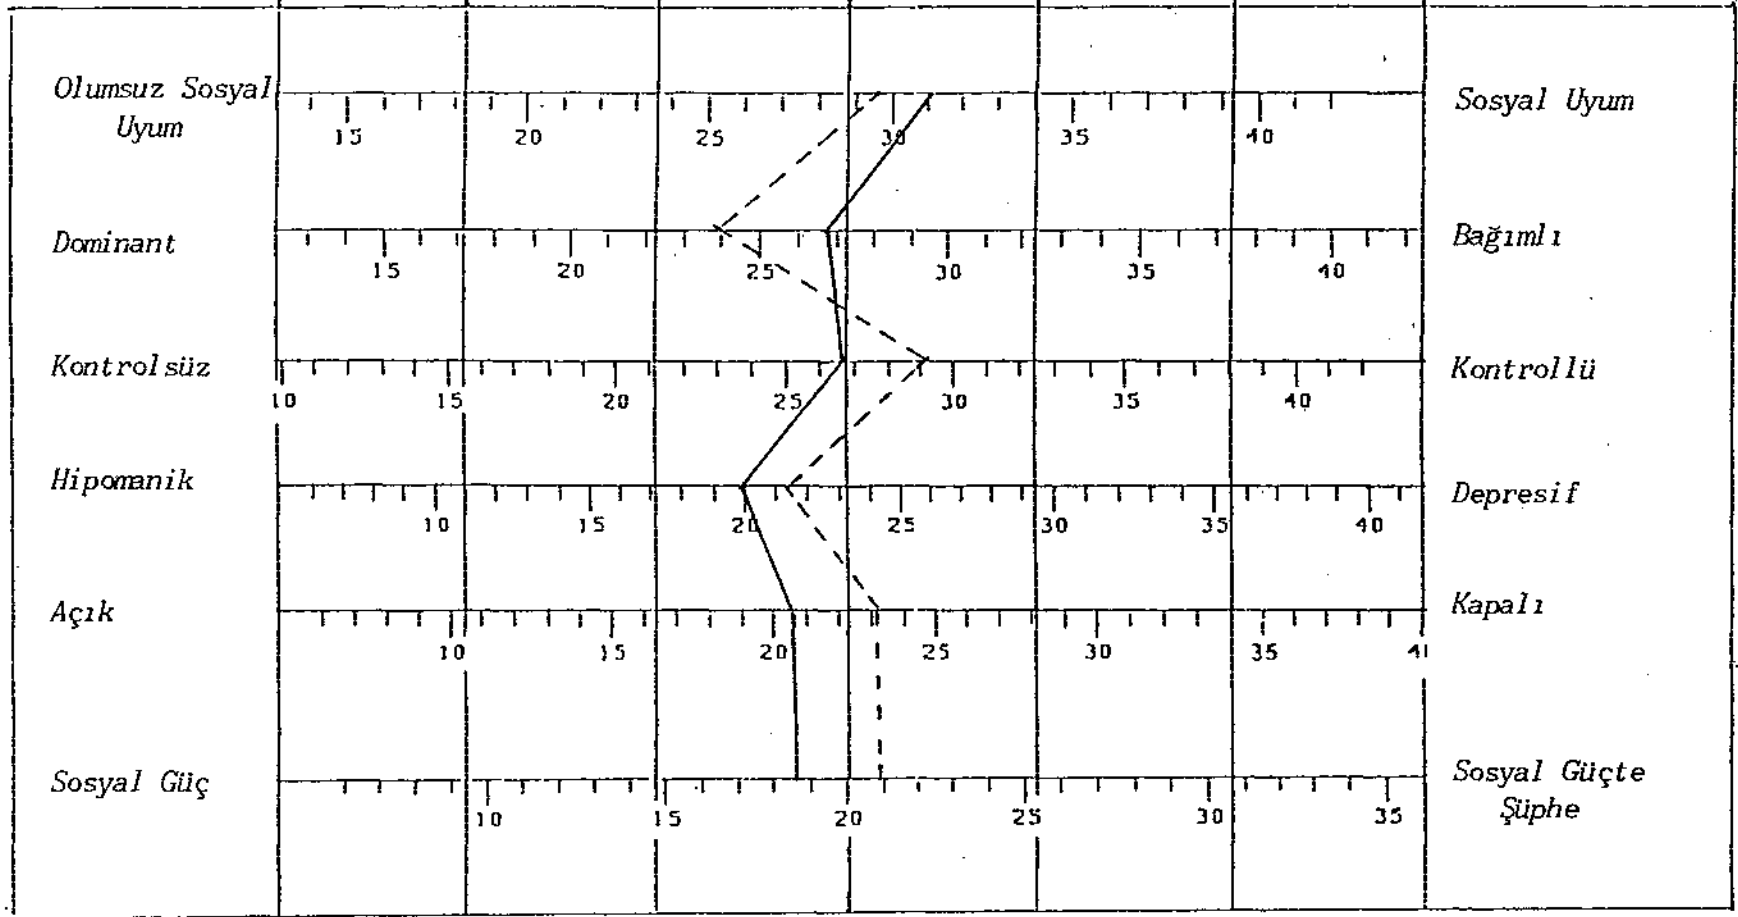 Olumsuz Sosyal Uyum
Sosyal Uyum
15 20 25 30 35 40
Dominant
Bağımlı
15 20 25 30 35 40
Kontrolsüz
Kontrollü
10 15 20 25 30 35 40
Hipomanik
Depresif
10 15 20 25 30 35 40
Açık
Kapalı
10 15 20 25 30 35 4
Sosyal Güç
Sosyal Güçte Şüphe
10 15 20 25 30 35